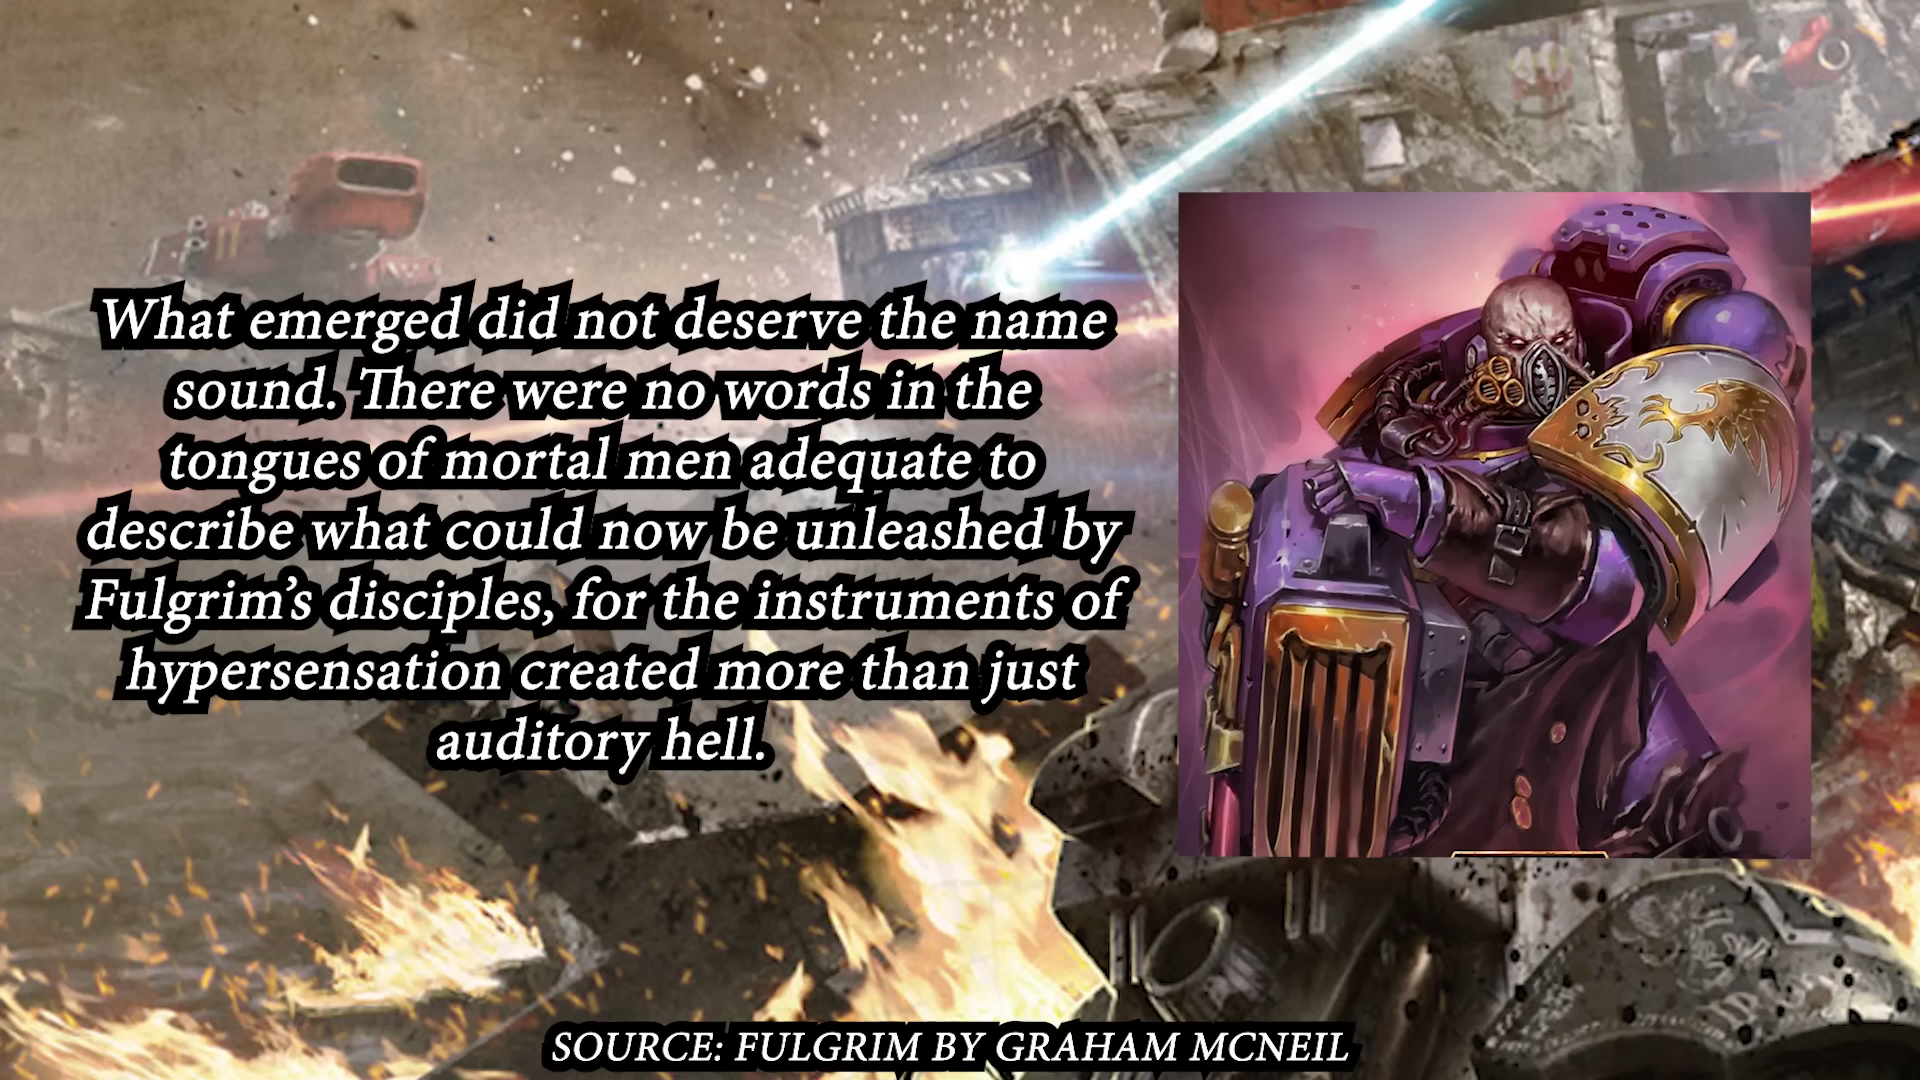 What emerged did not deserve the name
sound. There were no words in the
tongues of mortal men adequate to
describe what could now be unleashed by
Fulgrim’s disciples, for the instruments of
hypersensation created more than just
auditory hell.
SOURCE: FULGRIM BY GRAHAM MCNEIL